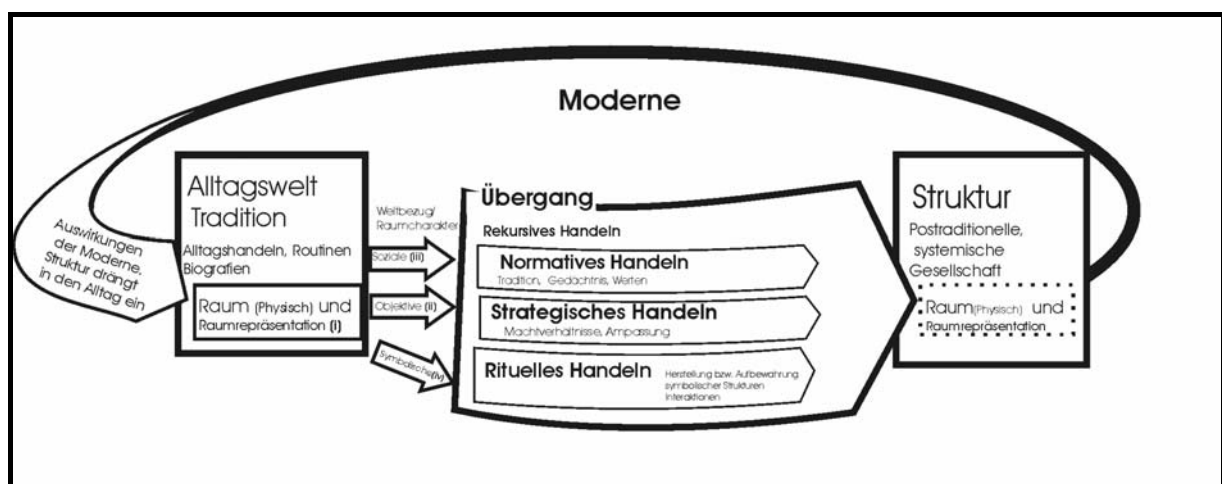 Moderne
Auswirkungen
der Moderne,
Struktur drängt
in den Alltag ein
Alltagswelt
Tradition
Alltagshandeln, Routinen
Biografien
Raum (Physisch) und
Raumrepräsentation (i)
Weltbezug/
Raumcharakter
Soziale (iii)
Objektive (ii)
Symbolische(iv)
Übergang
Rekursives Handeln
Normatives Handeln
Tradition, Gedächtnis, Werten
Strategisches Handeln
Machtverhältnisse, Ampassung
Rituelles Handeln
Herstellung bzw. Aufbewahrung
symbolischer Strukturen
Interaktionen
Struktur
Postraditionelle,
systemische
Gesellschaft
Raum(Physisch) und
Raumrepräsentation